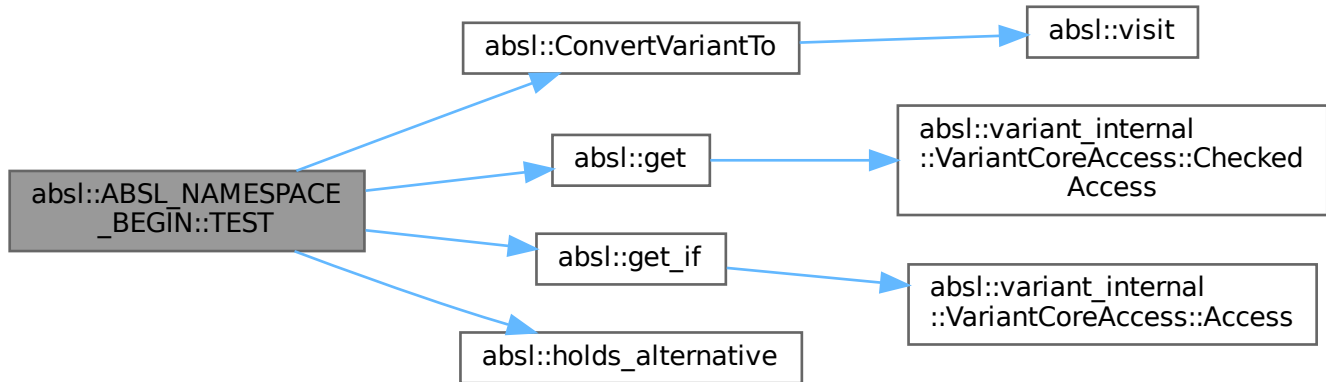 absl::ConvertVariantTo
absl::visit
absl::variant_internal
::VariantCoreAccess::Checked
Access
absl::get
absl::ABSL_NAMESPACE
_BEGIN::TEST
absl::get_if
absl::variant_internal
::VariantCoreAccess::Access
absl::holds_alternative